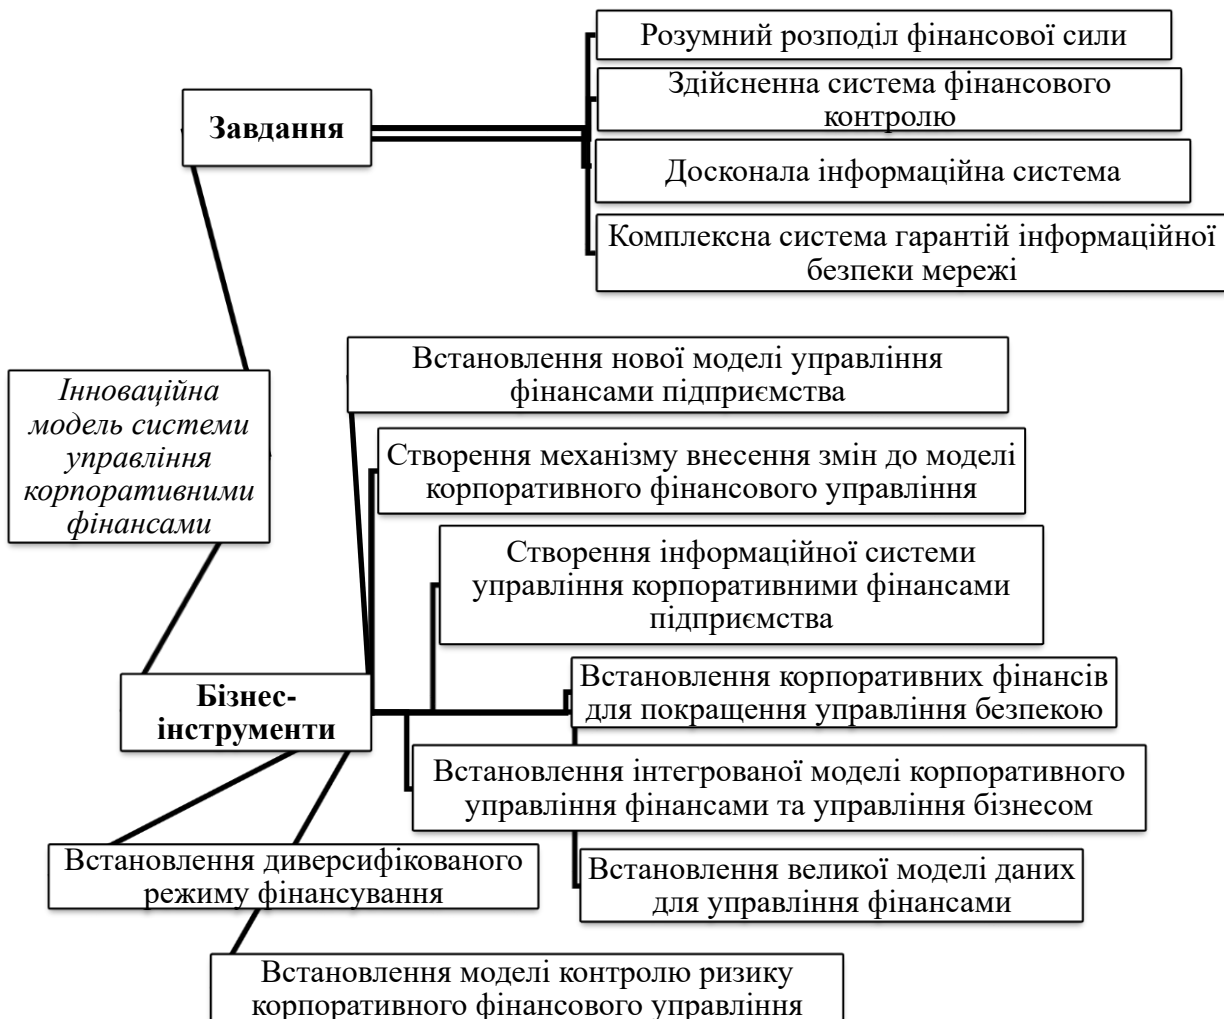 Розумний розподіл фінансової сили
Здійсненна система фінансового
контролю
Завдання
Досконала інформаційна система
Комплексна система гарантій інформаційної
безпеки мережі
Встановлення нової моделі управління
фінансами підприємства
Інноваційна
модель системи
управління
корпоративними
фінансами
Створення механізму внесення змін до моделі
корпоративного фінансового управління
Створення інформаційної системи
управління корпоративними фінансами
підприємства
Бізнес-
інструменти
Встановлення корпоративних фінансів
для покращення управління безпекою
Встановлення інтегрованої моделі корпоративного
управління фінансами та управління бізнесом
Встановлення диверсифікованого
режиму фінансування
Встановлення великої моделі даних
для управління фінансами
Встановлення моделі контролю ризику
корпоративного фінансового управління